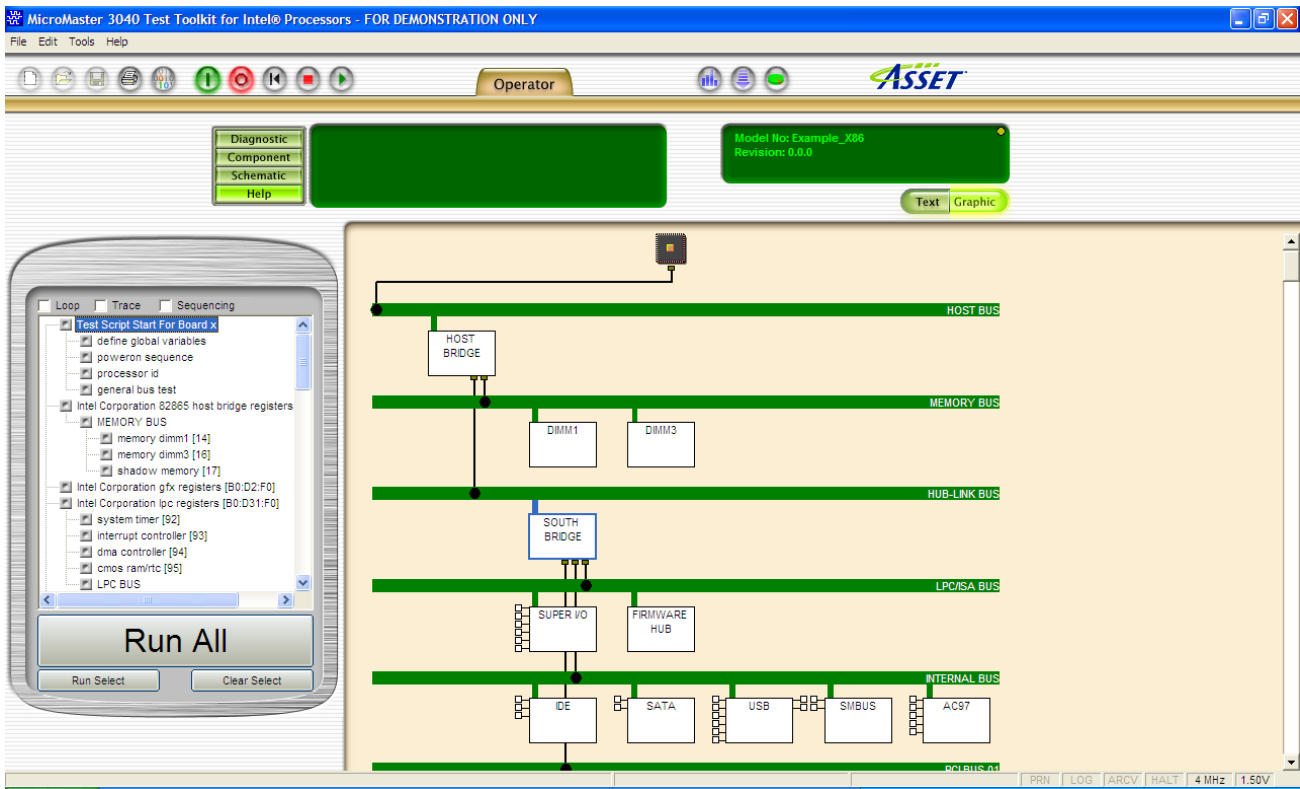 MicroMaster 3040 Test Toolkit for Intel® Processors - FOR DEMONSTRATION ONLY
File Edit Tools Help
Operator
ASSET
Diagnostic
Component
Schematic
Help
Model No: Example_X86
Revision: 0.0.0
Text Graphic
Loop Trace Sequencing
Test Script Start For Board x
define global variables
poweron sequence
processor id
general bus test
Intel Corporation 82865 host bridge registers
MEMORY BUS
memory dimm1 [14]
memory dimm3 [16]
shadow memory [17]
Intel Corporation gfx registers [B0:D2:F0]
Intel Corporation lpc registers [B0:D31:F0]
system timer [92]
interrupt controller [93]
dma controller [94]
cmos ram/rtc [95]
LPC BUS
Run All
Run Select Clear Select
HOST BUS
HOST
BRIDGE
MEMORY BUS
DIMM1 DIMM3
HUB-LINK BUS
SOUTH
BRIDGE
LPC/ISA BUS
SUPER I/O FIRMWARE
HUB
INTERNAL BUS
IDE SATA USB SMBUS AC97
PCI BUS 01
PRN LOG ARCV HALT 4 MHz 1.50V